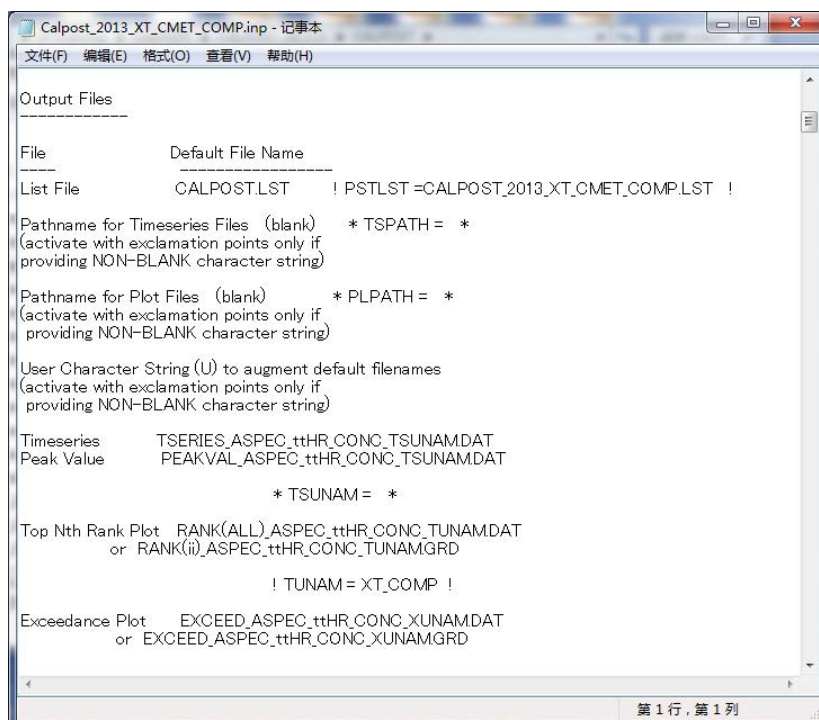 Calpost_2013_XT_CMET_COMP.inp - 记事本
文件(F) 编辑(E) 格式(O) 查看(V) 帮助(H)
Output Files
------------
File Default File Name
---- -----------------
List File CALPOST.LST ! PSTLST =CALPOST_2013_XT_CMET_COMP.LST !
Pathname for Timeseries Files (blank) * TSPATH = *
(activate with exclamation points only if
providing NON-BLANK character string)
Pathname for Plot Files (blank) * PLPATH = *
(activate with exclamation points only if
providing NON-BLANK character string)
User Character String (U) to augment default filenames
(activate with exclamation points only if
providing NON-BLANK character string)
Timeseries TSERIES_ASPEC_ttHR_CONC_TSUNAM.DAT
Peak Value PEAKVAL_ASPEC_ttHR_CONC_TSUNAM.DAT
* TSUNAM = *
Top Nth Rank Plot RANK(ALL)_ASPEC_ttHR_CONC_TUNAM.DAT
or RANK(ii)_ASPEC_ttHR_CONC_TUNAM.GRD
! TUNAM = XT_COMP !
Exceedance Plot EXCEED_ASPEC_ttHR_CONC_XUNAM.DAT
or EXCEED_ASPEC_ttHR_CONC_XUNAM.GRD
第 1 行，第 1 列